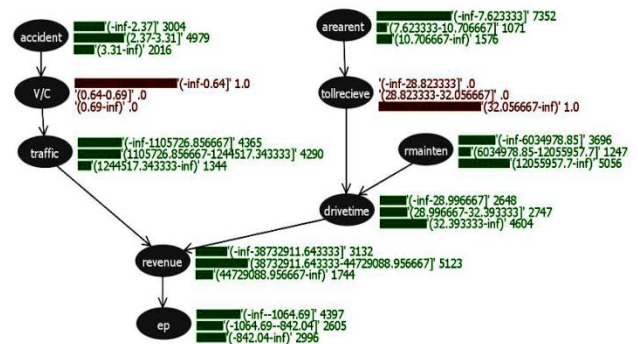 accident
'(-inf-2.37]' 3004
'(2.37-3.31]' 4979
'(3.31-inf)' 2016
arearent
'(-inf-7.623333]' 7352
'(7.623333-10.706667]' 1071
'(10.706667-inf)' 1576
V/C
'(-inf-0.64]' 1.0
'(0.64-0.69]' .0
'(0.69-inf)' .0
tollrecieve
'(-inf-28.823333]' .0
'(28.823333-32.056667]' .0
'(32.056667-inf)' 1.0
traffic
'(-inf-1105726.856667]' 4365
'(1105726.856667-1244517.343333]' 4290
'(1244517.343333-inf)' 1344
rmainten
'(-inf-6034978.85]' 3696
'(6034978.85-12055957.7]' 1247
'(12055957.7-inf)' 5056
drivetime
'(-inf-28.996667]' 2648
'(28.996667-32.393333]' 2747
'(32.393333-inf)' 4604
revenue
'(-inf-38732911.643333]' 3132
'(38732911.643333-44729088.956667]' 5123
'(44729088.956667-inf)' 1744
ep
'(-inf--1064.69]' 4397
'(-1064.69--842.04]' 2605
'(-842.04-inf)' 2996